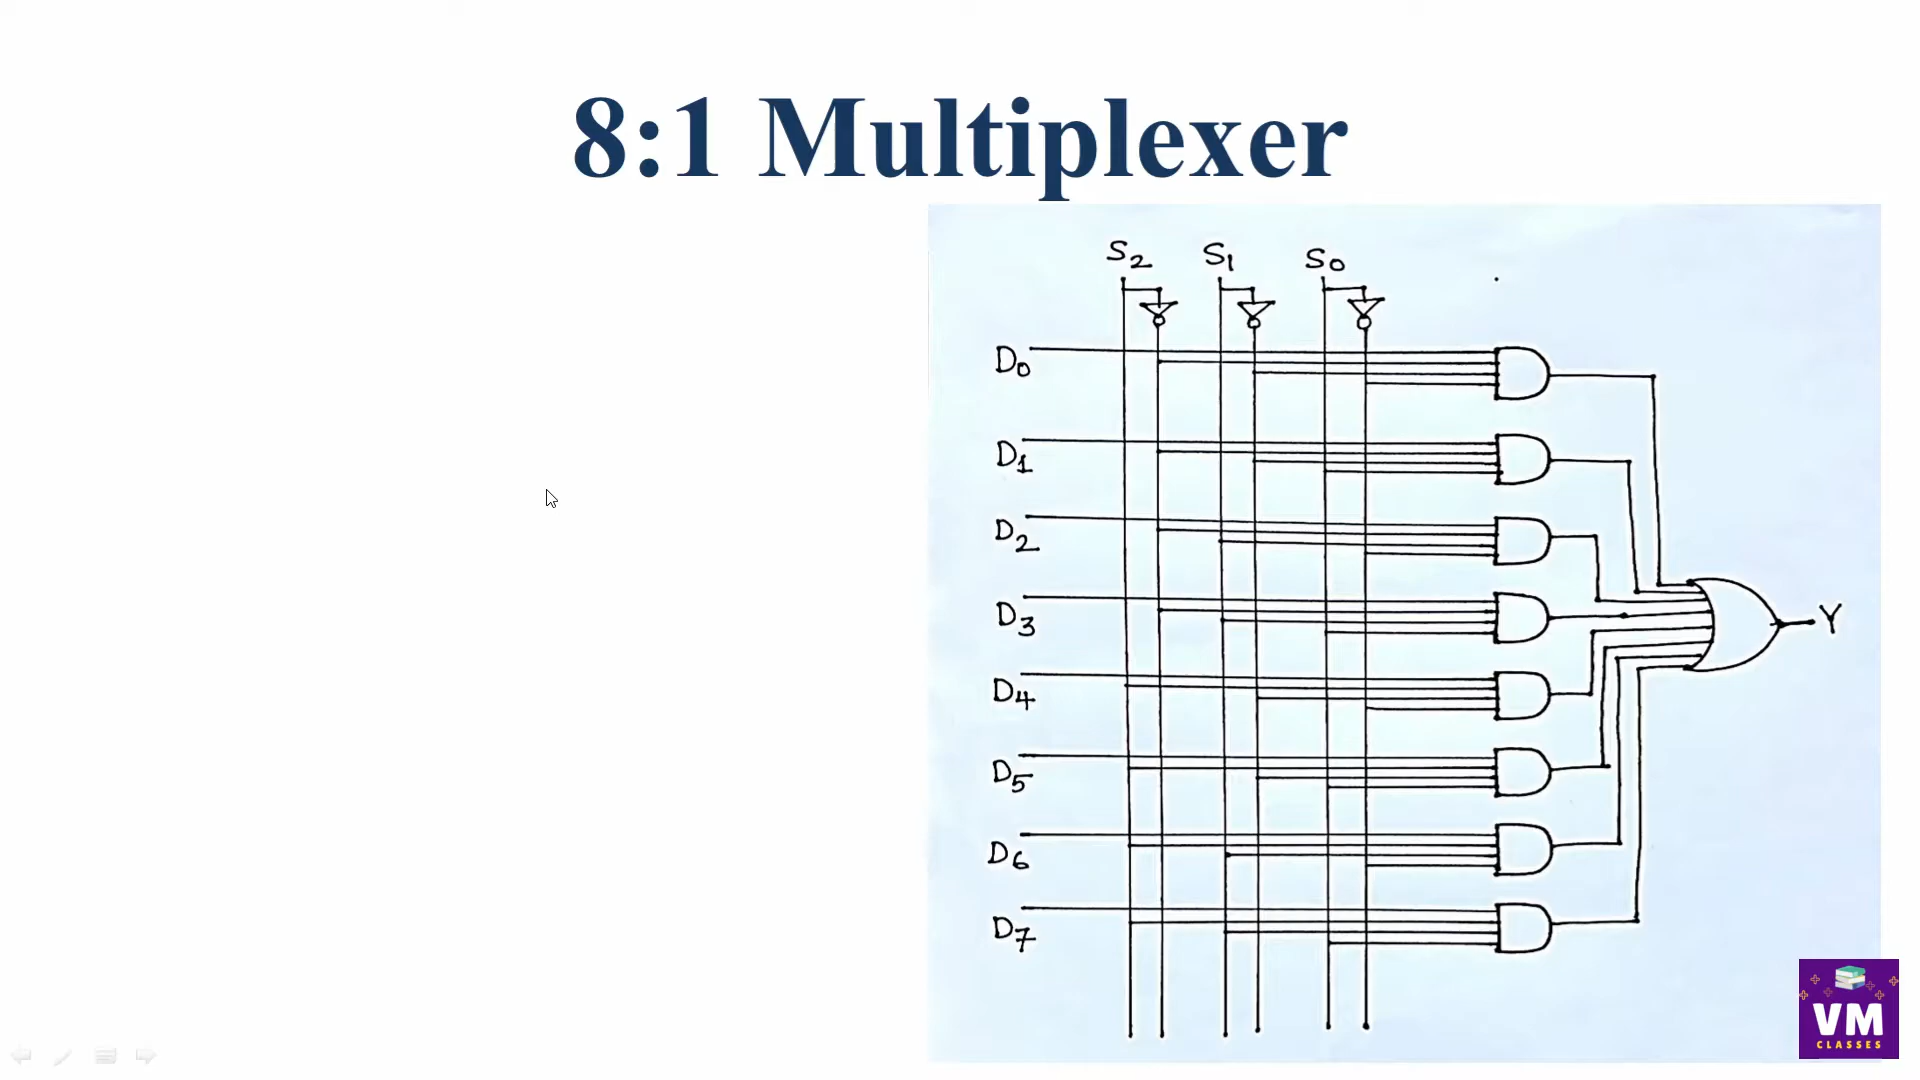 8:1 Multiplexer
S2 S1 S0
D0
D1
D2
D3
Y
D4
D5
D6
D7
VM
CLASSES